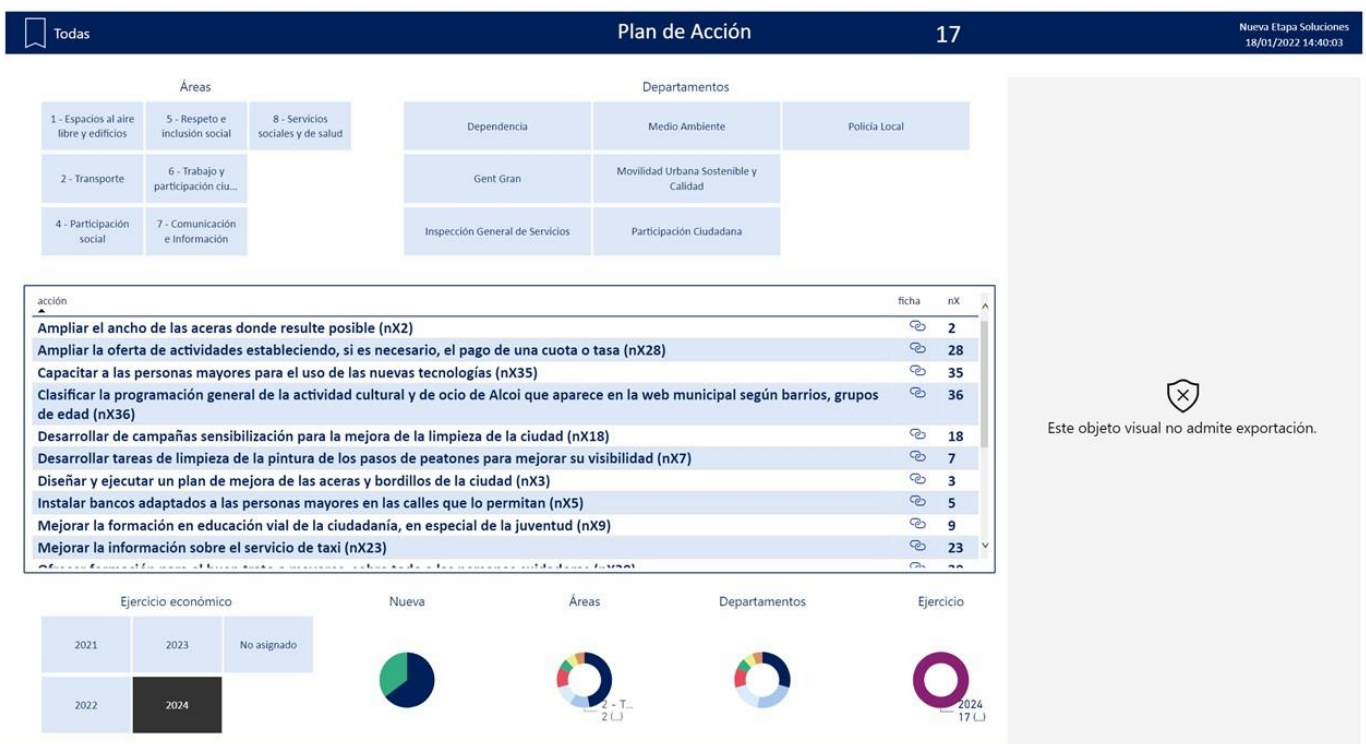 Todas
Plan de Acción
17
Nueva Etapa Soluciones
18/01/2022 14:40:03
Áreas
1 - Espacios al aire
libre y edificios
5 - Respeto e
inclusión social
8 - Servicios
sociales y de salud
2 - Transporte
6 - Trabajo y
participación ciu...
4 - Participación
social
7 - Comunicación
e Información
Departamentos
Dependencia
Medio Ambiente
Policía Local
Gent Gran
Movilidad Urbana Sostenible y
Calidad
Inspección General de Servicios
Participación Ciudadana
acción ficha nX
Ampliar el ancho de las aceras donde resulte posible (nX2) 2
Ampliar la oferta de actividades estableciendo, si es necesario, el pago de una cuota o tasa (nX28) 28
Capacitar a las personas mayores para el uso de las nuevas tecnologías (nX35) 35
Clasificar la programación general de la actividad cultural y de ocio de Alcoi que aparece en la web municipal según barrios, grupos 36
de edad (nX36)
Desarrollar de campañas sensibilización para la mejora de la limpieza de la ciudad (nX18) 18
Desarrollar tareas de limpieza de la pintura de los pasos de peatones para mejorar su visibilidad (nX7) 7
Diseñar y ejecutar un plan de mejora de las aceras y bordillos de la ciudad (nX3) 3
Instalar bancos adaptados a las personas mayores en las calles que lo permitan (nX5) 5
Mejorar la formación en educación vial de la ciudadanía, en especial de la juventud (nX9) 9
Mejorar la información sobre el servicio de taxi (nX23) 23
Este objeto visual no admite exportación.
Ejercicio económico
2021
2023
No asignado
2022
2024
Nueva
Áreas
2 - T...
2 (...)
Departamentos
Ejercicio
2024
17 (...)